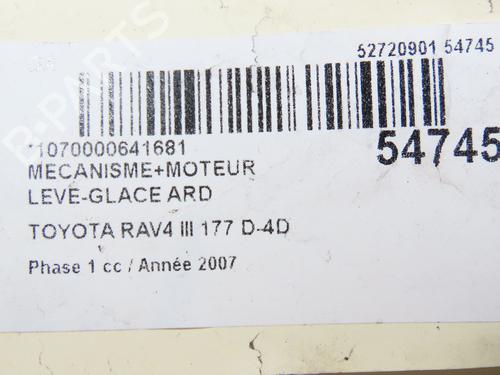 52720901 54745
*1070000641681
54745
MECANISME+MOTEUR
LEVE-GLACE ARD
TOYOTA RAV4 III 177 D-4D
Phase 1 cc / Année 2007
B-PARTS